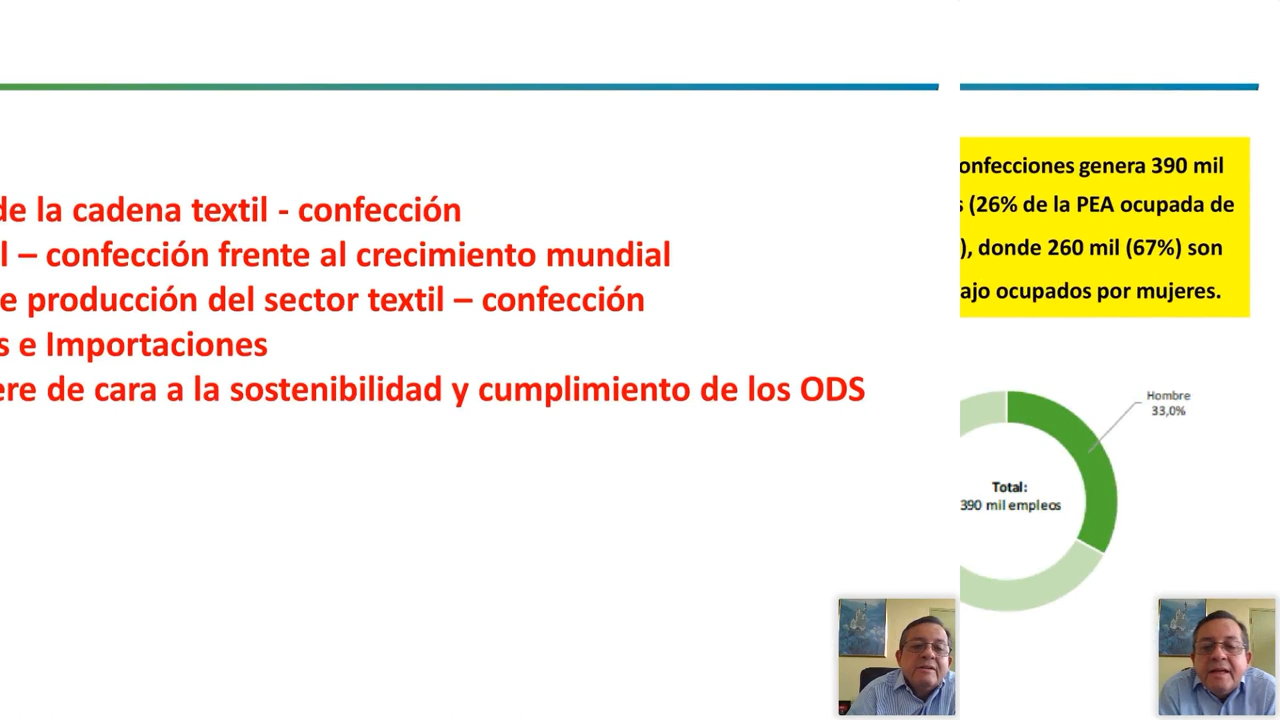 de la cadena textil - confección
l – confección frente al crecimiento mundial
e producción del sector textil – confección
s e Importaciones
ere de cara a la sostenibilidad y cumplimiento de los ODS
onfecciones genera 390 mil
s (26% de la PEA ocupada de
), donde 260 mil (67%) son
ajo ocupados por mujeres.
Hombre
33,0%
Total:
390 mil empleos